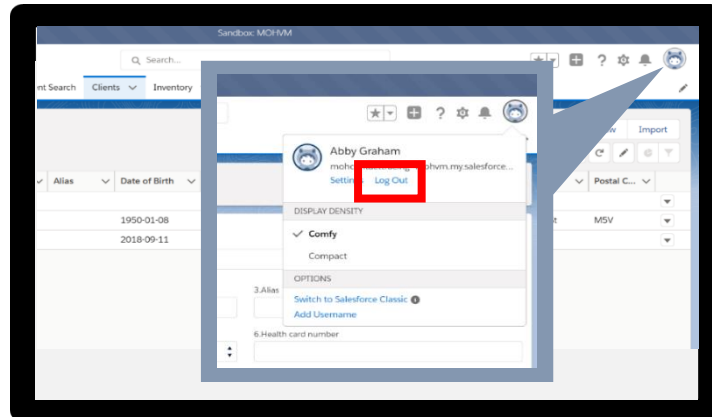 Sandbox: MOHVM
Search...
nt Search Clients Inventory
Import
Alias Date of Birth Postal C...
1950-01-08 M5V
2018-09-11
Abby Graham
Settin Log Out
DISPLAY DENSITY
Comfy
Compact
OPTIONS
Switch to Salesforce Classic
Add Username
3.Alias
6.Health card number